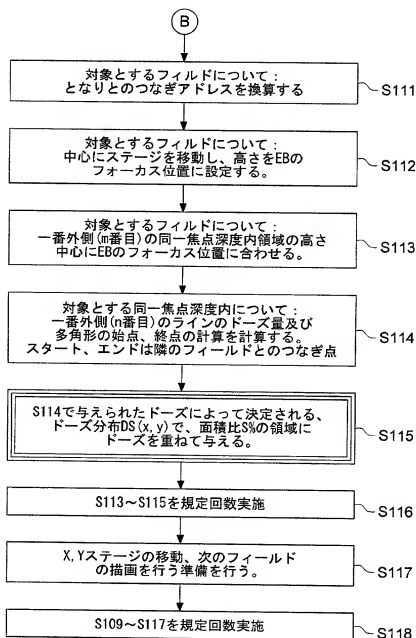 B
対象とするフィルドについて:
となりとのつなぎアドレスを換算する
S111
対象とするフィルドについて:
中心にステージを移動し、高さをEBの
フォーカス位置に設定する。
S112
対象とするフィルドについて:
一番外側(m番目)の同一焦点深度内領域の高さ
中心にEBのフォーカス位置に合わせる。
S113
対象とする同一焦点深度内について:
一番外側(n番目)のラインのドーズ量及び
多角形の始点、終点の計算を計算する。
スタート、エンドは隣のフィールドとのつなぎ点
S114
S114で与えられたドーズによって決定される、
ドーズ分布DS(x,y)で、面積比S%の領域に
ドーズを重ねて与える。
S115
S113~S115を規定回数実施
S116
X,Yステージの移動、次のフィールド
の描画を行う準備を行う。
S117
S109~S117を規定回数実施
S118